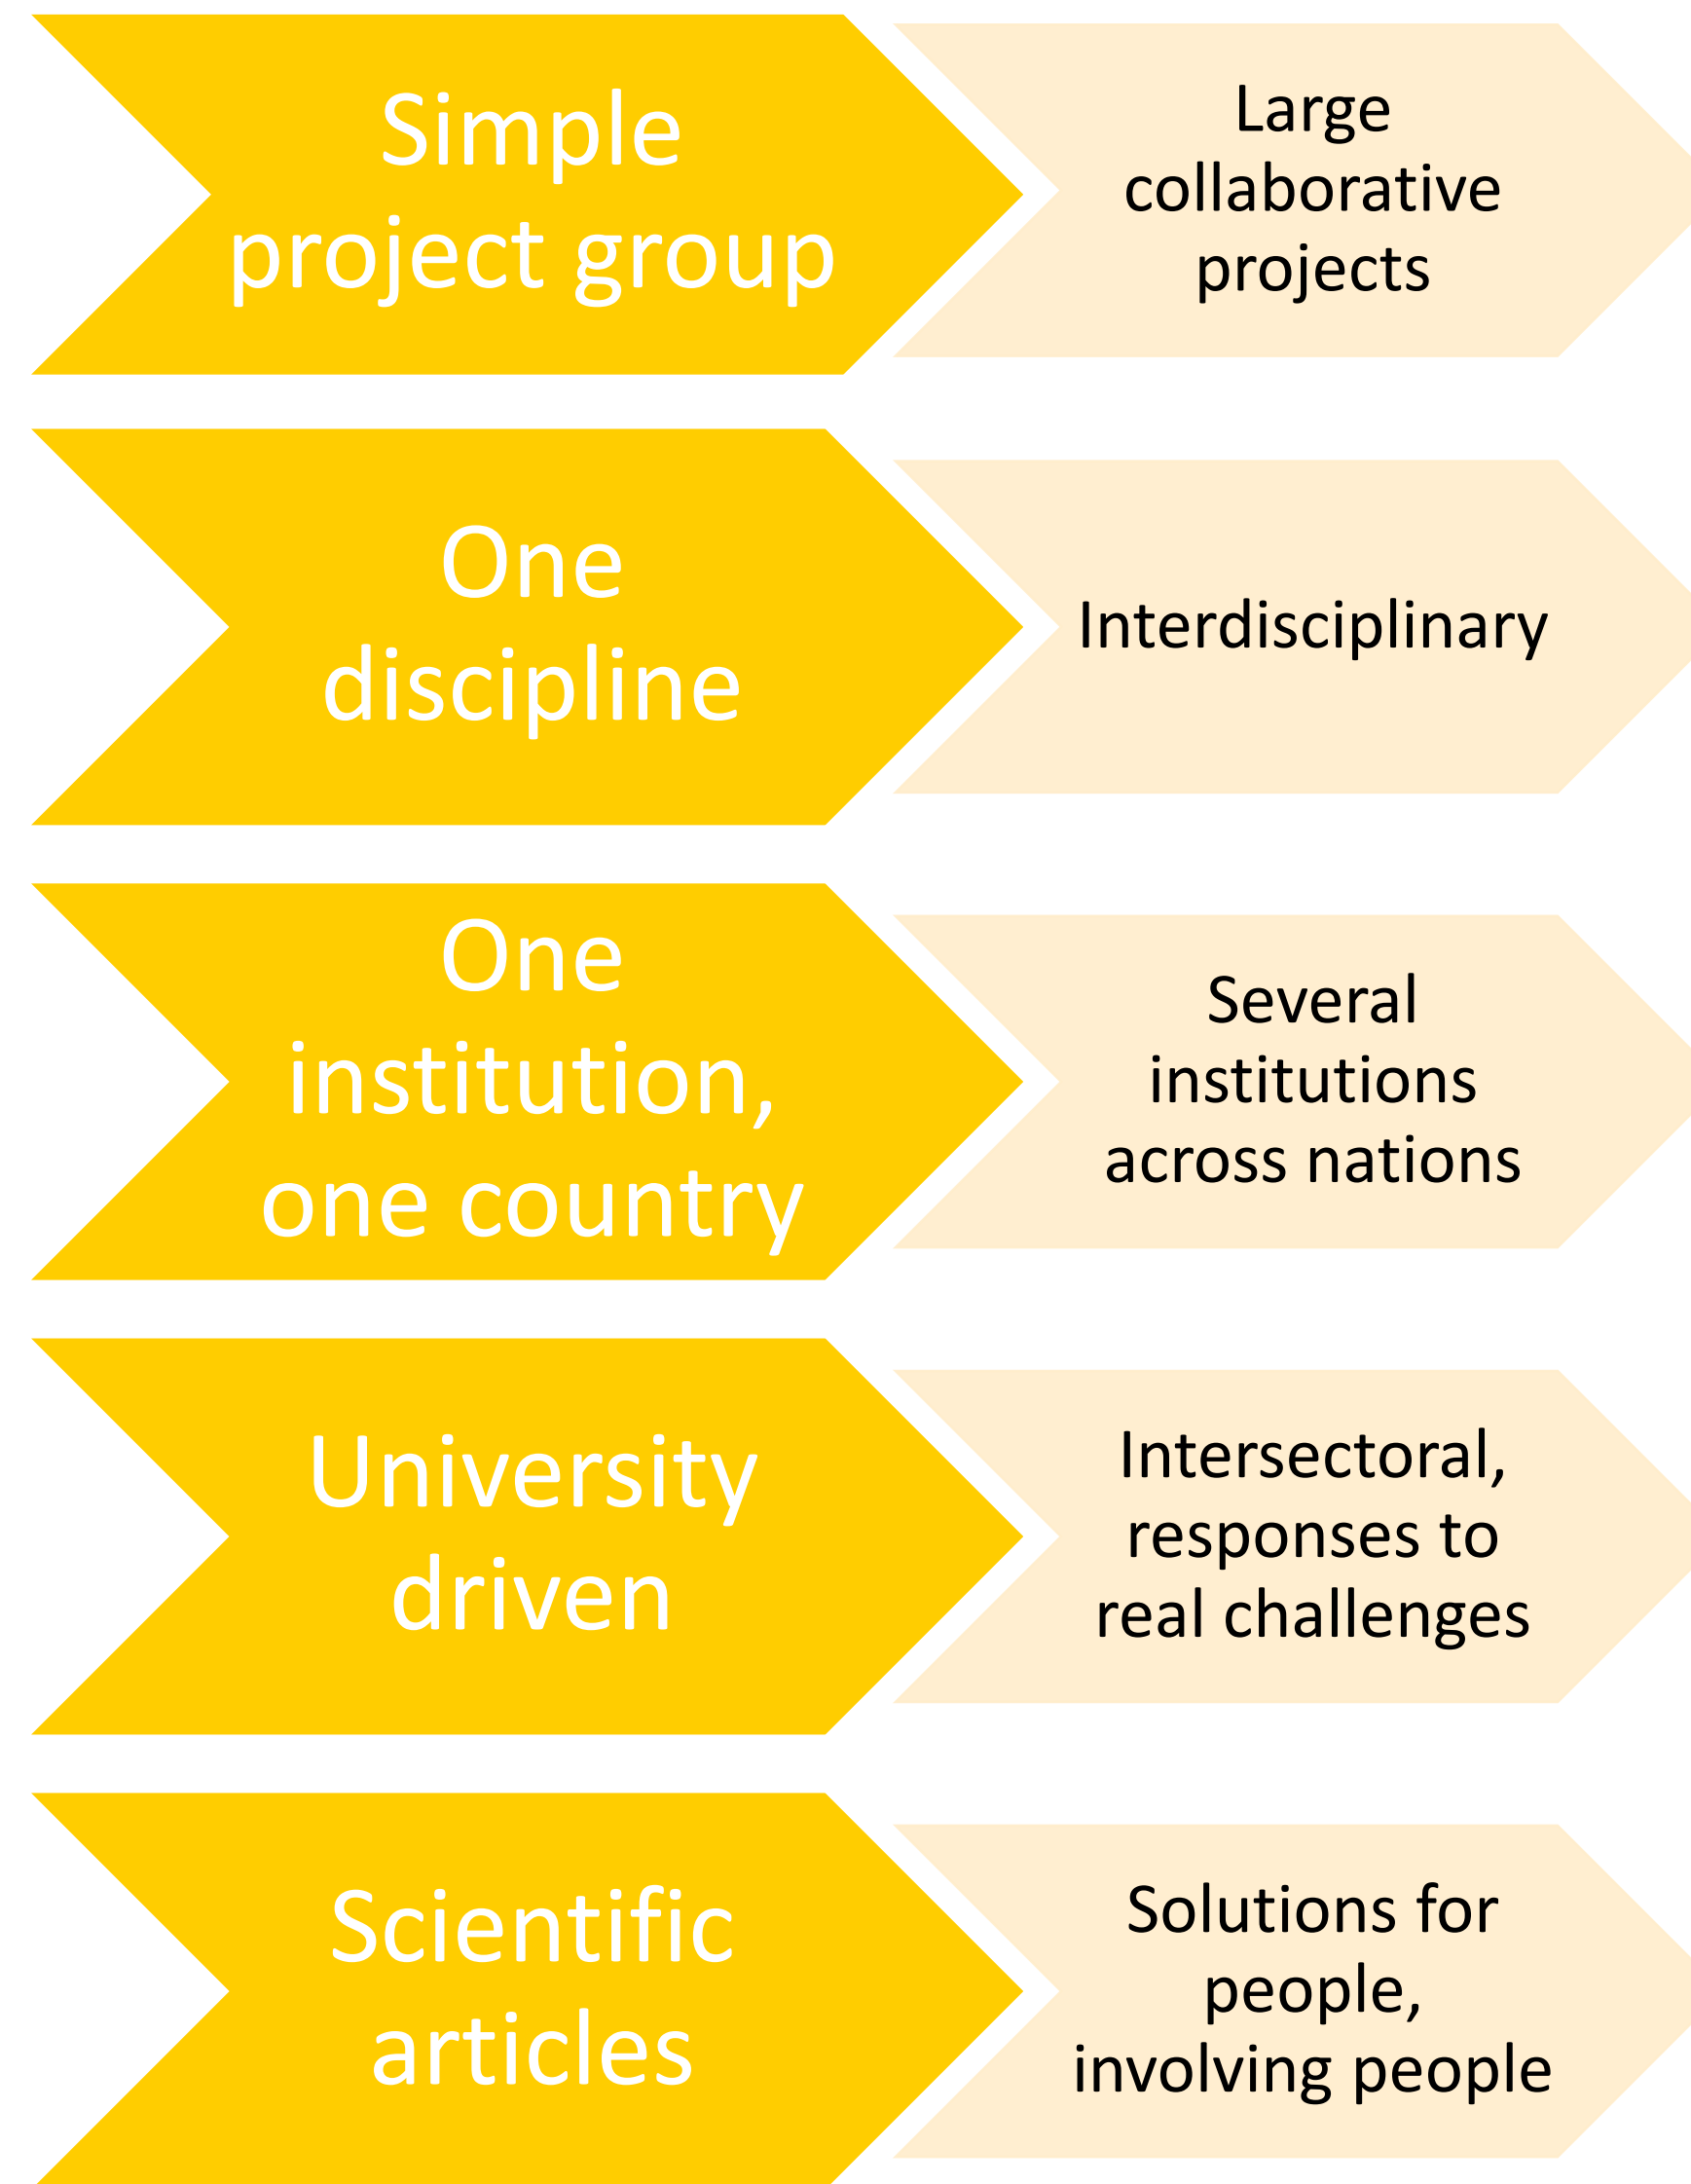 Simple
project group
Large
collaborative
projects
One
discipline
Interdisciplinary
One
institution,
one country
Several
institutions
across nations
University
driven
Intersectoral,
responses to
real challenges
Scientific
articles
Solutions for
people,
involving people